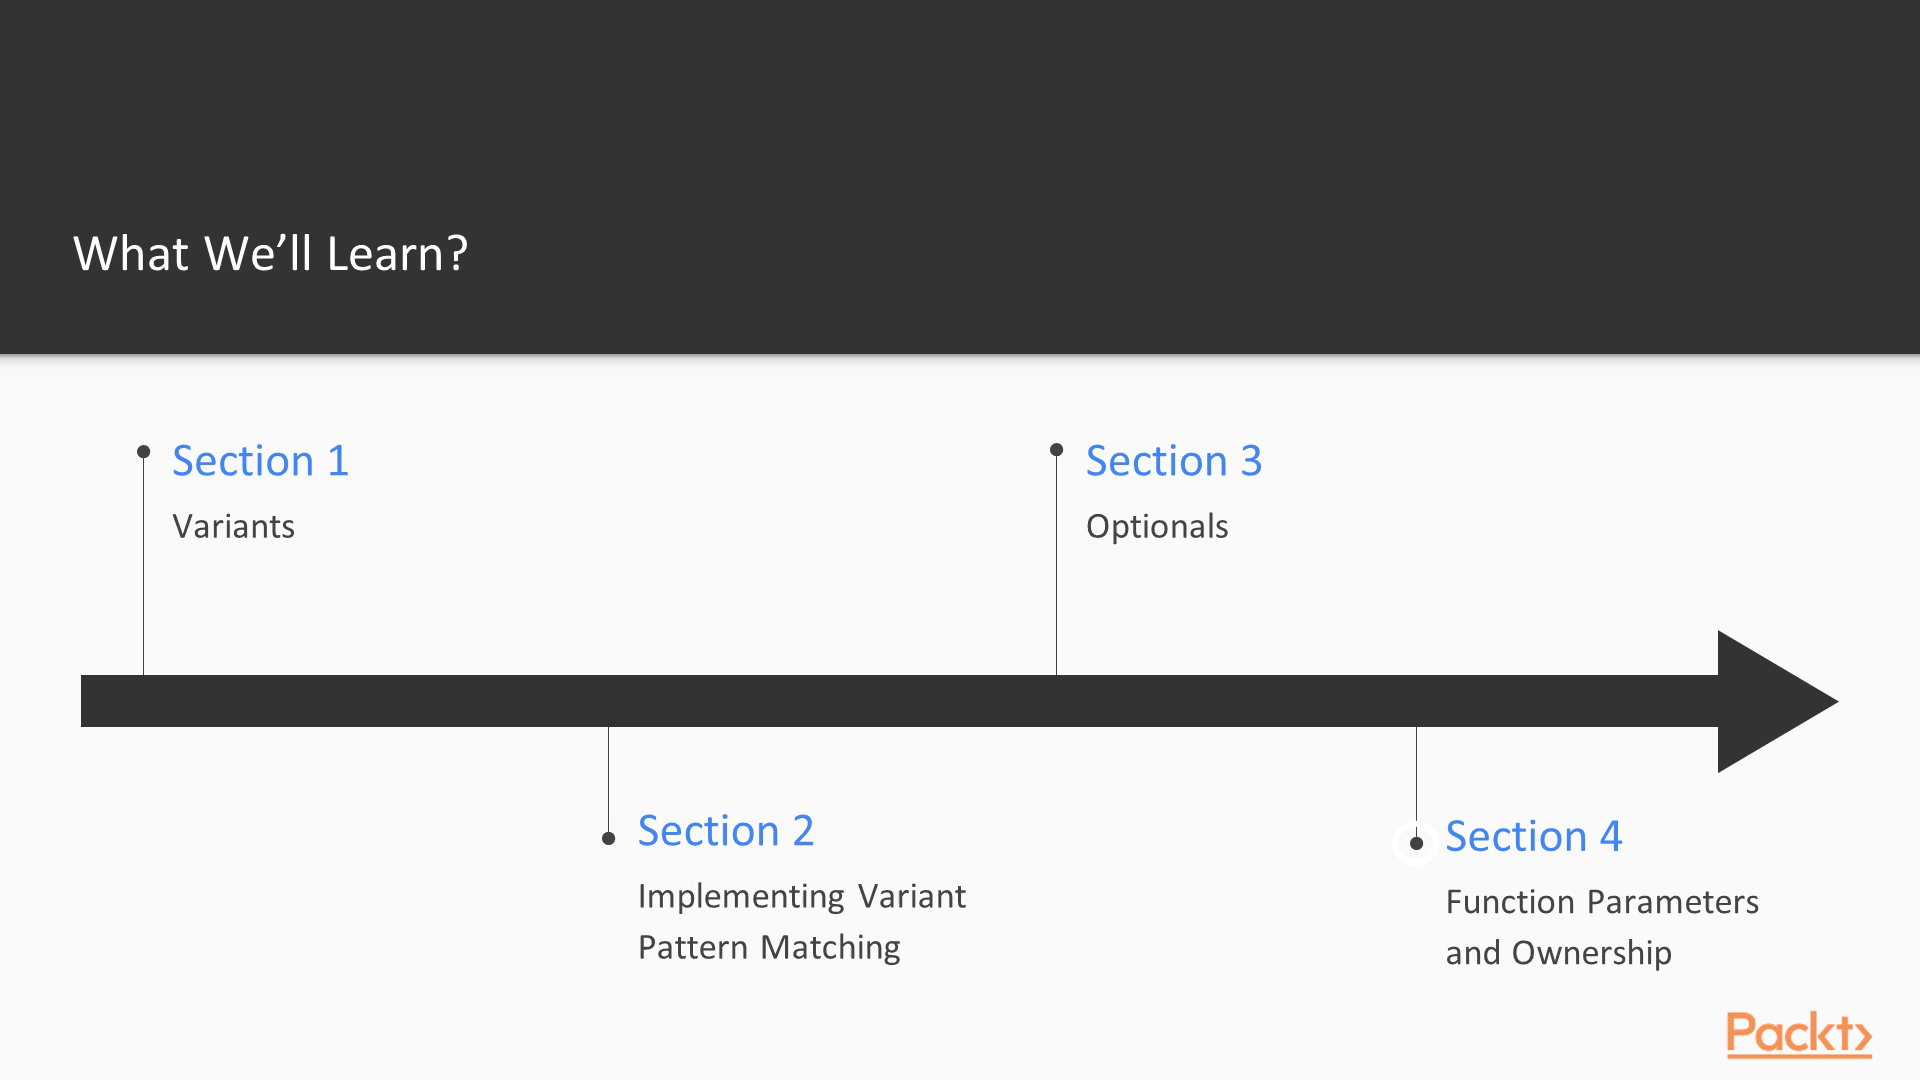 What We’ll Learn?
Section 1
Variants
Section 2
Implementing Variant
Pattern Matching
Section 3
Optionals
Section 4
Function Parameters
and Ownership
Packt